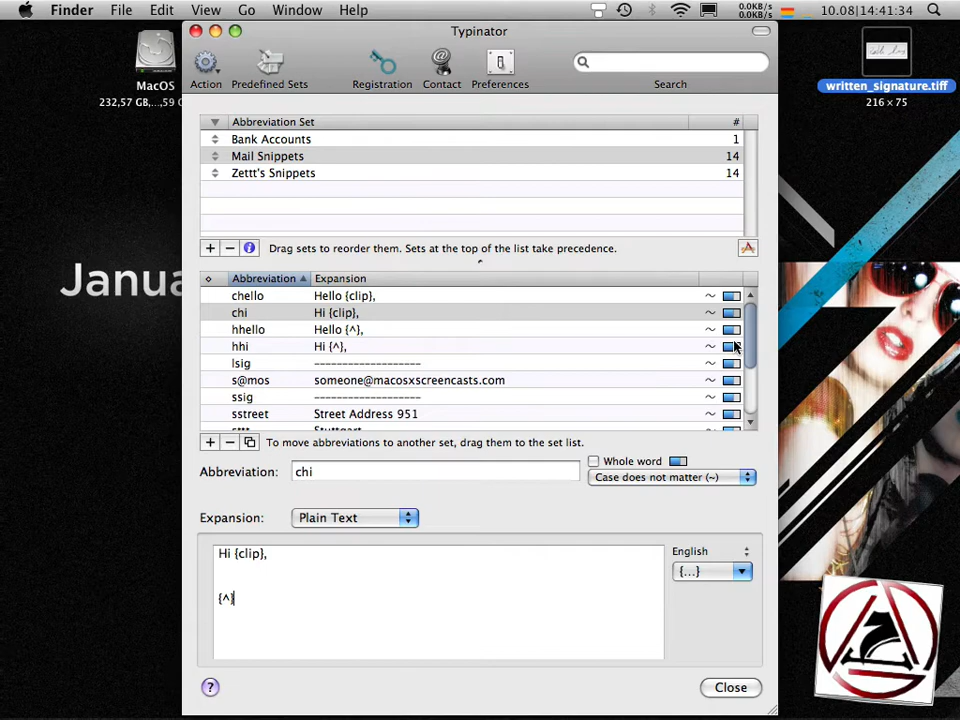 Finder File Edit View Go Window Help 0.0KB/s 0.0KB/s 10.08|14:41:34
Typinator
Action Predefined Sets Registration Contact Preferences Search
MacOS
232,57 GB,...,59 G
written_signature.tiff
216 x 75
Abbreviation Set #
Bank Accounts 1
Mail Snippets 14
Zettt's Snippets 14
+ − i Drag sets to reorder them. Sets at the top of the list take precedence.
Janua
Abbreviation Expansion
chello Hello {clip}, ~
chi Hi {clip}, ~
hhello Hello {^}, ~
hhi Hi {^}, ~
lsig -------------------- ~
s@mos someone@macosxscreencasts.com ~
ssig -------------------- ~
sstreet Street Address 951 ~
+ − To move abbreviations to another set, drag them to the set list.
Abbreviation: chi Whole word
Case does not matter (~)
Expansion: Plain Text
Hi {clip}, English
{...}
{^}
? Close